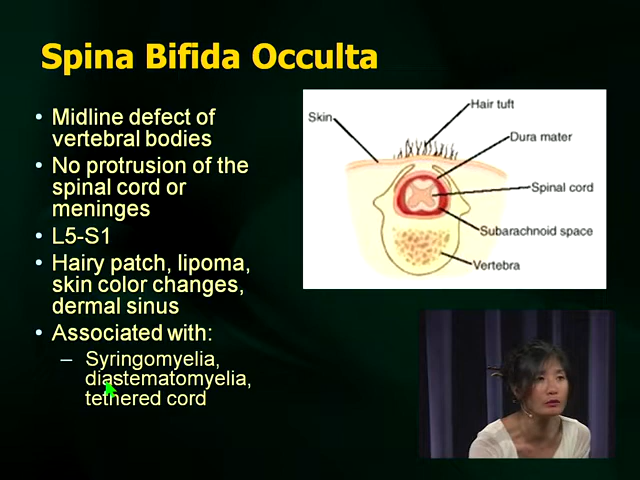 Spina Bifida Occulta
• Midline defect of
vertebral bodies
• No protrusion of the
spinal cord or
meninges
• L5-S1
• Hairy patch, lipoma,
skin color changes,
dermal sinus
• Associated with:
– Syringomyelia,
diastematomyelia,
tethered cord
Hair tuft
Skin
Dura mater
Spinal cord
Subarachnoid space
Vertebra